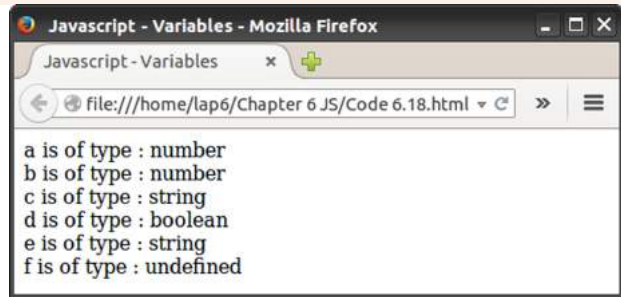 Javascript - Variables - Mozilla Firefox
Javascript - Variables
file:///home/lap6/Chapter 6 JS/Code 6.18.html
a is of type : number
b is of type : number
c is of type : string
d is of type : boolean
e is of type : string
f is of type : undefined